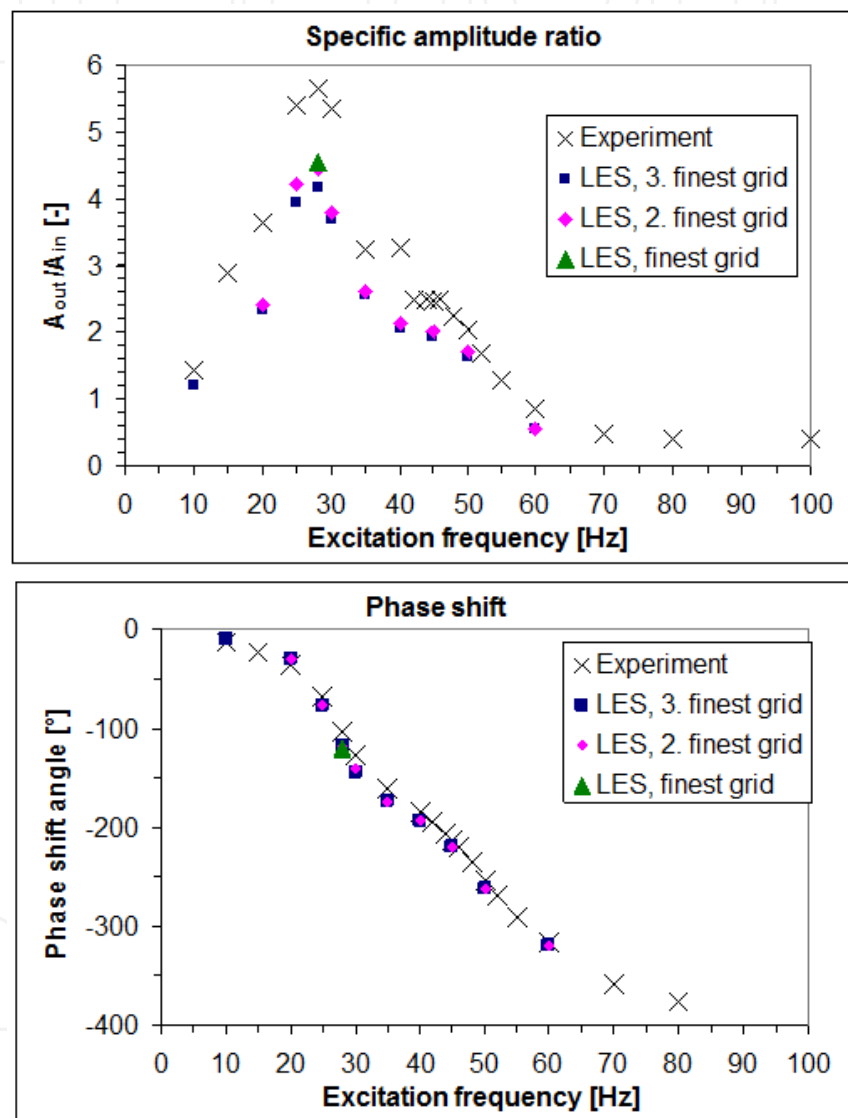 Specific amplitude ratio
6
5
4
3
2
1
0
A out /A in [-]
Experiment
LES, 3. finest grid
LES, 2. finest grid
LES, finest grid
0 10 20 30 40 50 60 70 80 90 100
Excitation frequency [Hz]
Phase shift
0
-100
-200
-300
-400
Phase shift angle [°]
Experiment
LES, 3. finest grid
LES, 2. finest grid
LES, finest grid
0 10 20 30 40 50 60 70 80 90 100
Excitation frequency [Hz]